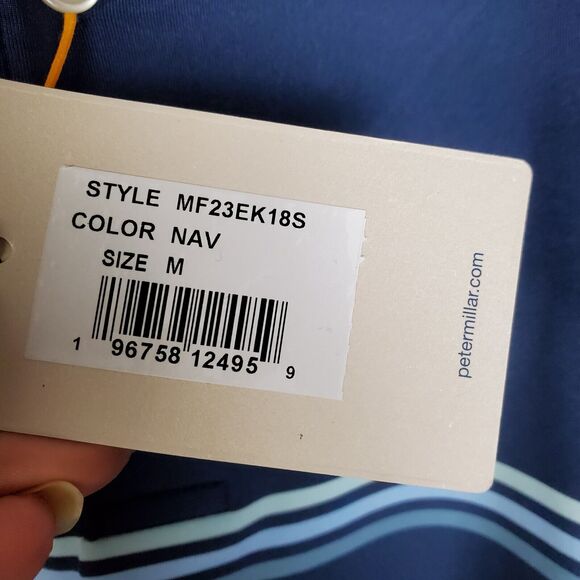 STYLE MF23EK18S
COLOR NAV
SIZE M
1 96758 12495 9
petermillar.com